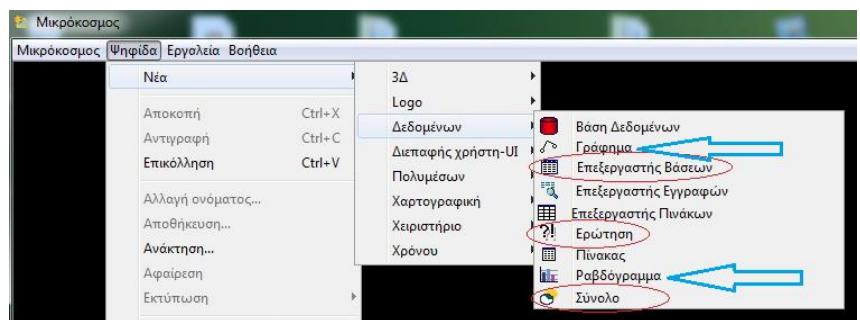 Μικρόκοσμος
Μικρόκοσμος Ψηφίδα Εργαλεία Βοήθεια
Νέα
Αποκοπή Ctrl+X
Αντιγραφή Ctrl+C
Επικόλληση Ctrl+V
Αλλαγή ονόματος...
Αποθήκευση...
Ανάκτηση...
Αφαίρεση
Εκτύπωση
3Δ
Logo
Δεδομένων
Διεπαφής χρήστη-UI
Πολυμέσων
Χαρτογραφική
Χειριστήριο
Χρόνου
Βάση Δεδομένων
Γράφημα
Επεξεργαστής Βάσεων
Επεξεργαστής Εγγραφών
Επεξεργαστής Πινάκων
?! Ερώτηση
Πίνακας
Ραβδόγραμμα
Σύνολο